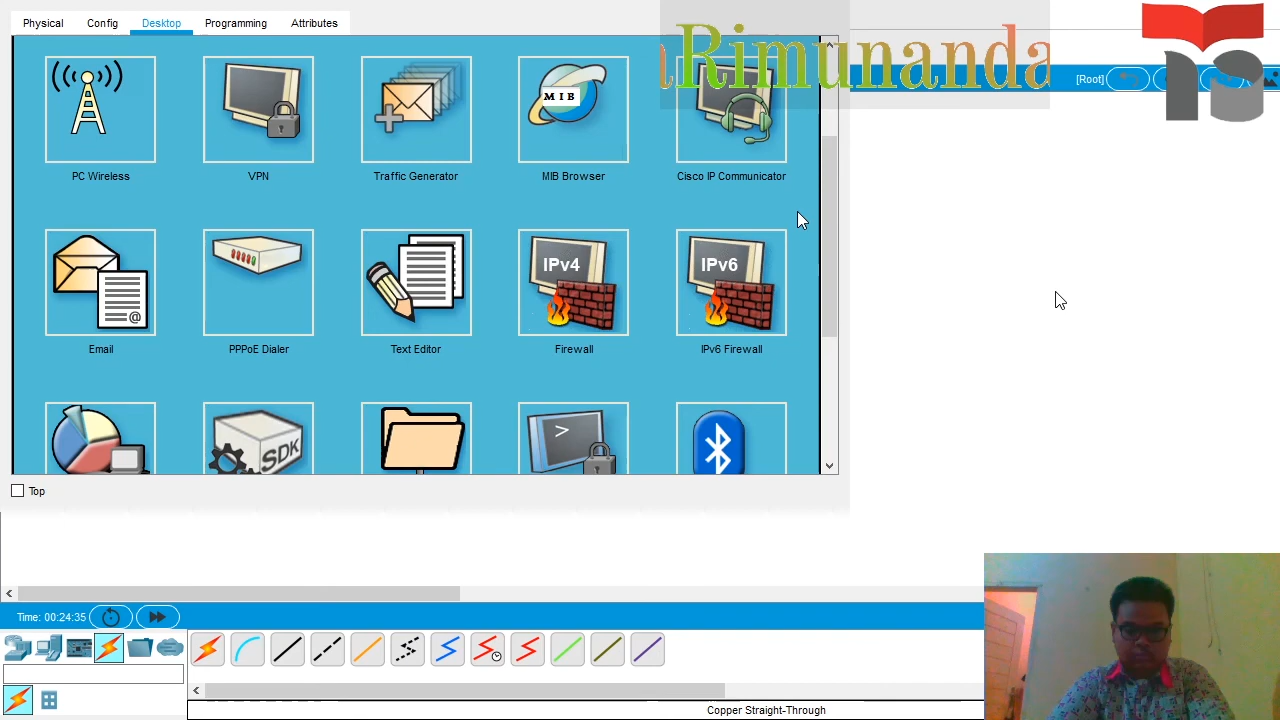 Physical Config Desktop Programming Attributes
tRimunanda
[Root]
MIB
PC Wireless VPN Traffic Generator MIB Browser Cisco IP Communicator
IPv4 IPv6
@
Email PPPoE Dialer Text Editor Firewall IPv6 Firewall
SDK
>
Top
Time: 00:24:35
Copper Straight-Through